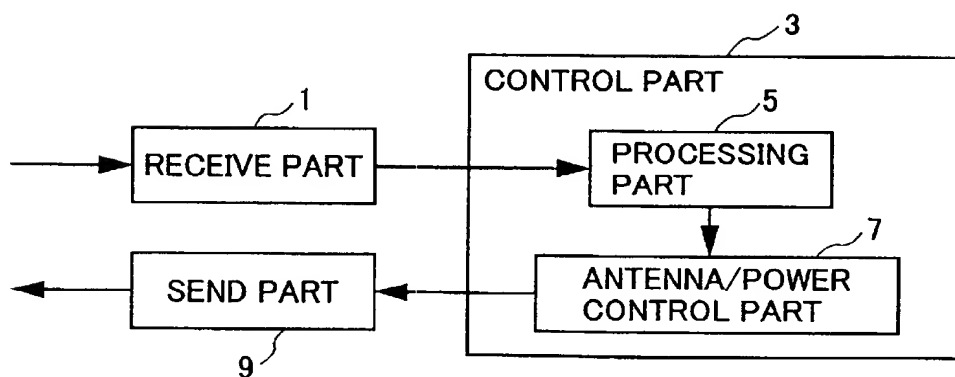 3
CONTROL PART
1
RECEIVE PART
5
PROCESSING
PART
7
ANTENNA/POWER
CONTROL PART
SEND PART
9